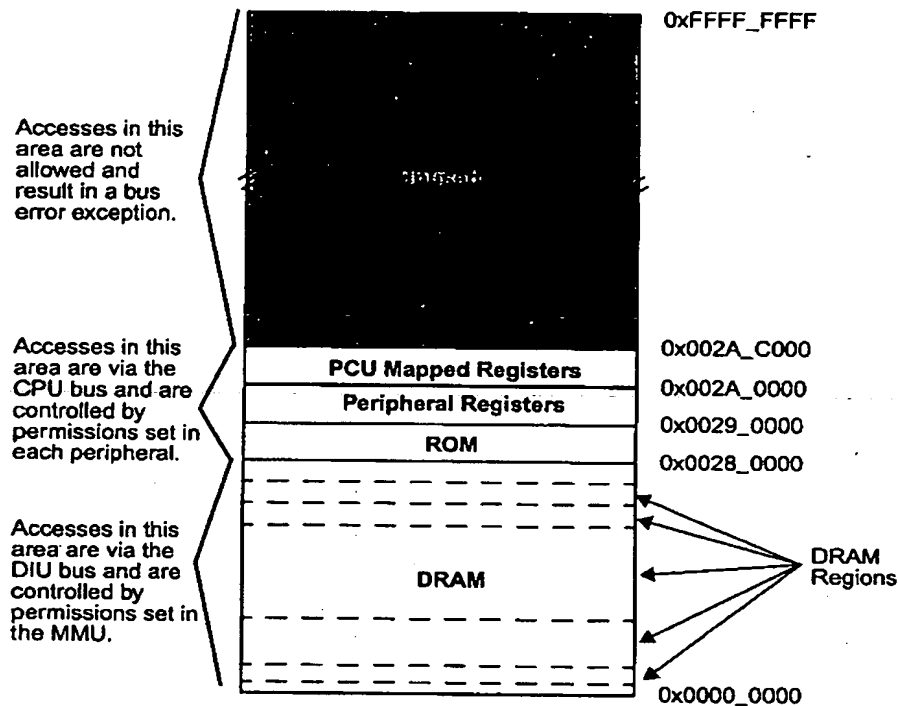 0xFFFF_FFFF
Accesses in this
area are not
allowed and
result in a bus
error exception.
0x002A_C000
Accesses in this
area are via the
CPU bus and are
controlled by
permissions set in
each peripheral.
PCU Mapped Registers
0x002A_0000
Peripheral Registers
0x0029_0000
ROM
0x0028_0000
Accesses in this
area are via the
DIU bus and are
controlled by
permissions set in
the MMU.
DRAM
DRAM
Regions
0x0000_0000